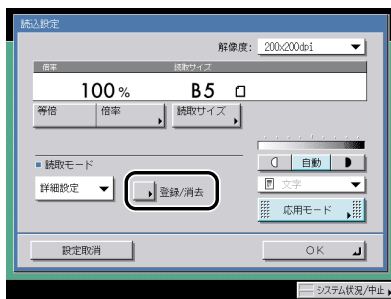 読込設定
解像度: 200x200dpi
倍率 読取サイズ
100 % B5
等倍 倍率 読取サイズ
読取モード
自動
詳細設定 登録/消去 文字
応用モード
設定取消 OK
システム状況/中止